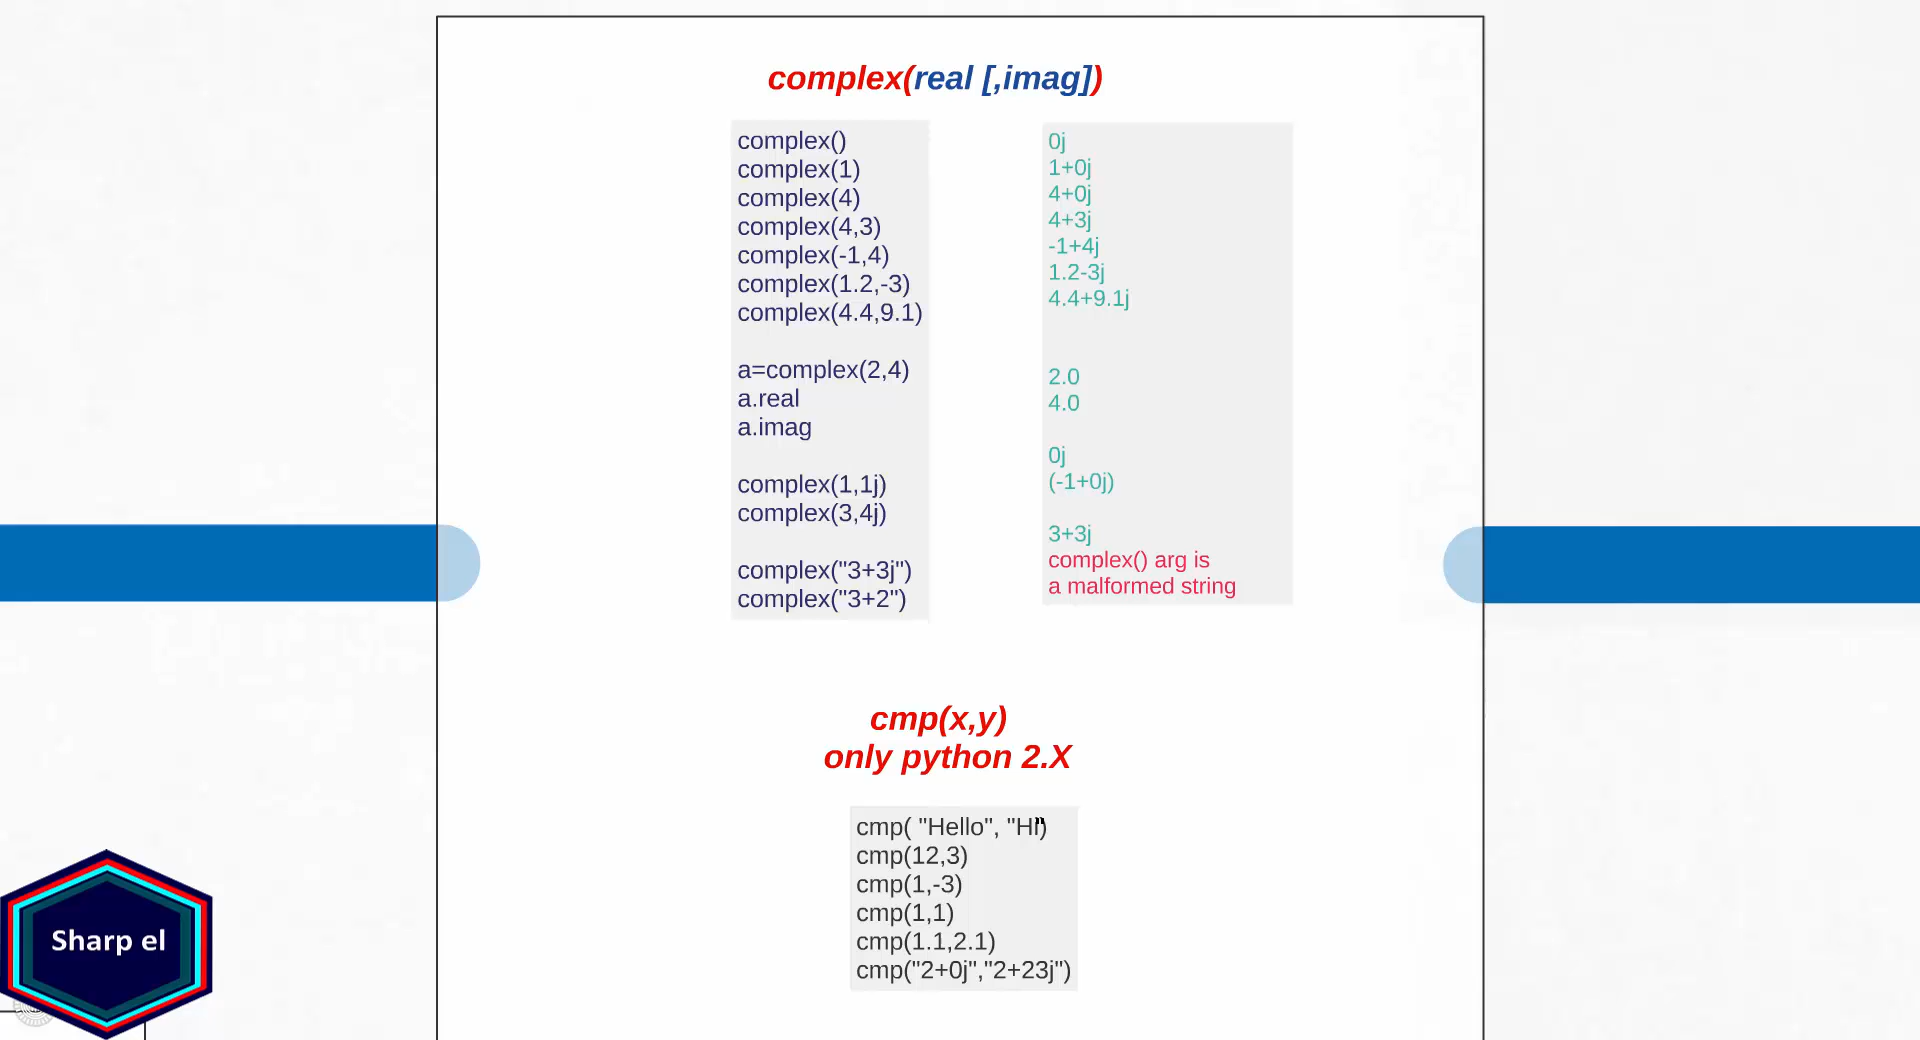 complex(real [,imag])
complex()
complex(1)
complex(4)
complex(4,3)
complex(-1,4)
complex(1.2,-3)
complex(4.4,9.1)
a=complex(2,4)
a.real
a.imag
complex(1,1j)
complex(3,4j)
complex("3+3j")
complex("3+2")
0j
1+0j
4+0j
4+3j
-1+4j
1.2-3j
4.4+9.1j
2.0
4.0
0j
(-1+0j)
3+3j
complex() arg is
a malformed string
cmp(x,y)
only python 2.X
cmp( "Hello", "Hi")
cmp(12,3)
cmp(1,-3)
cmp(1,1)
cmp(1.1,2.1)
cmp("2+0j","2+23j")
Sharp el